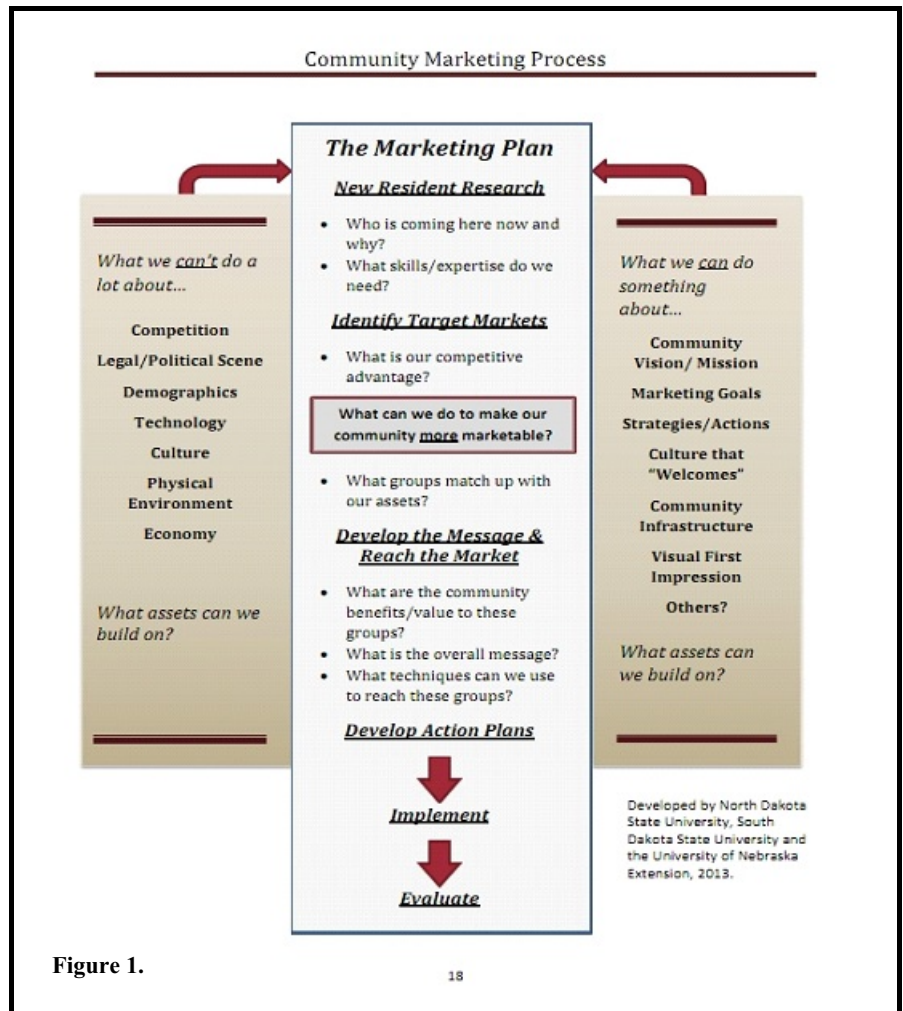 Community Marketing Process
What we can't do a
lot about...
Competition
Legal/Political Scene
Demographics
Technology
Culture
Physical
Environment
Economy
What assets can we
build on?
The Marketing Plan
New Resident Research
• Who is coming here now and
why?
• What skills/expertise do we
need?
Identify Target Markets
• What is our competitive
advantage?
What can we do to make our
community more marketable?
• What groups match up with
our assets?
Develop the Message &
Reach the Market
• What are the community
benefits/value to these
groups?
• What is the overall message?
• What techniques can we use
to reach these groups?
Develop Action Plans
Implement
Evaluate
What we can do
something
about...
Community
Vision/ Mission
Marketing Goals
Strategies/Actions
Culture that
“Welcomes”
Community
Infrastructure
Visual First
Impression
Others?
What assets can
we build on?
Developed by North Dakota
State University, South
Dakota State University and
the University of Nebraska
Extension, 2013.
Figure 1.
18